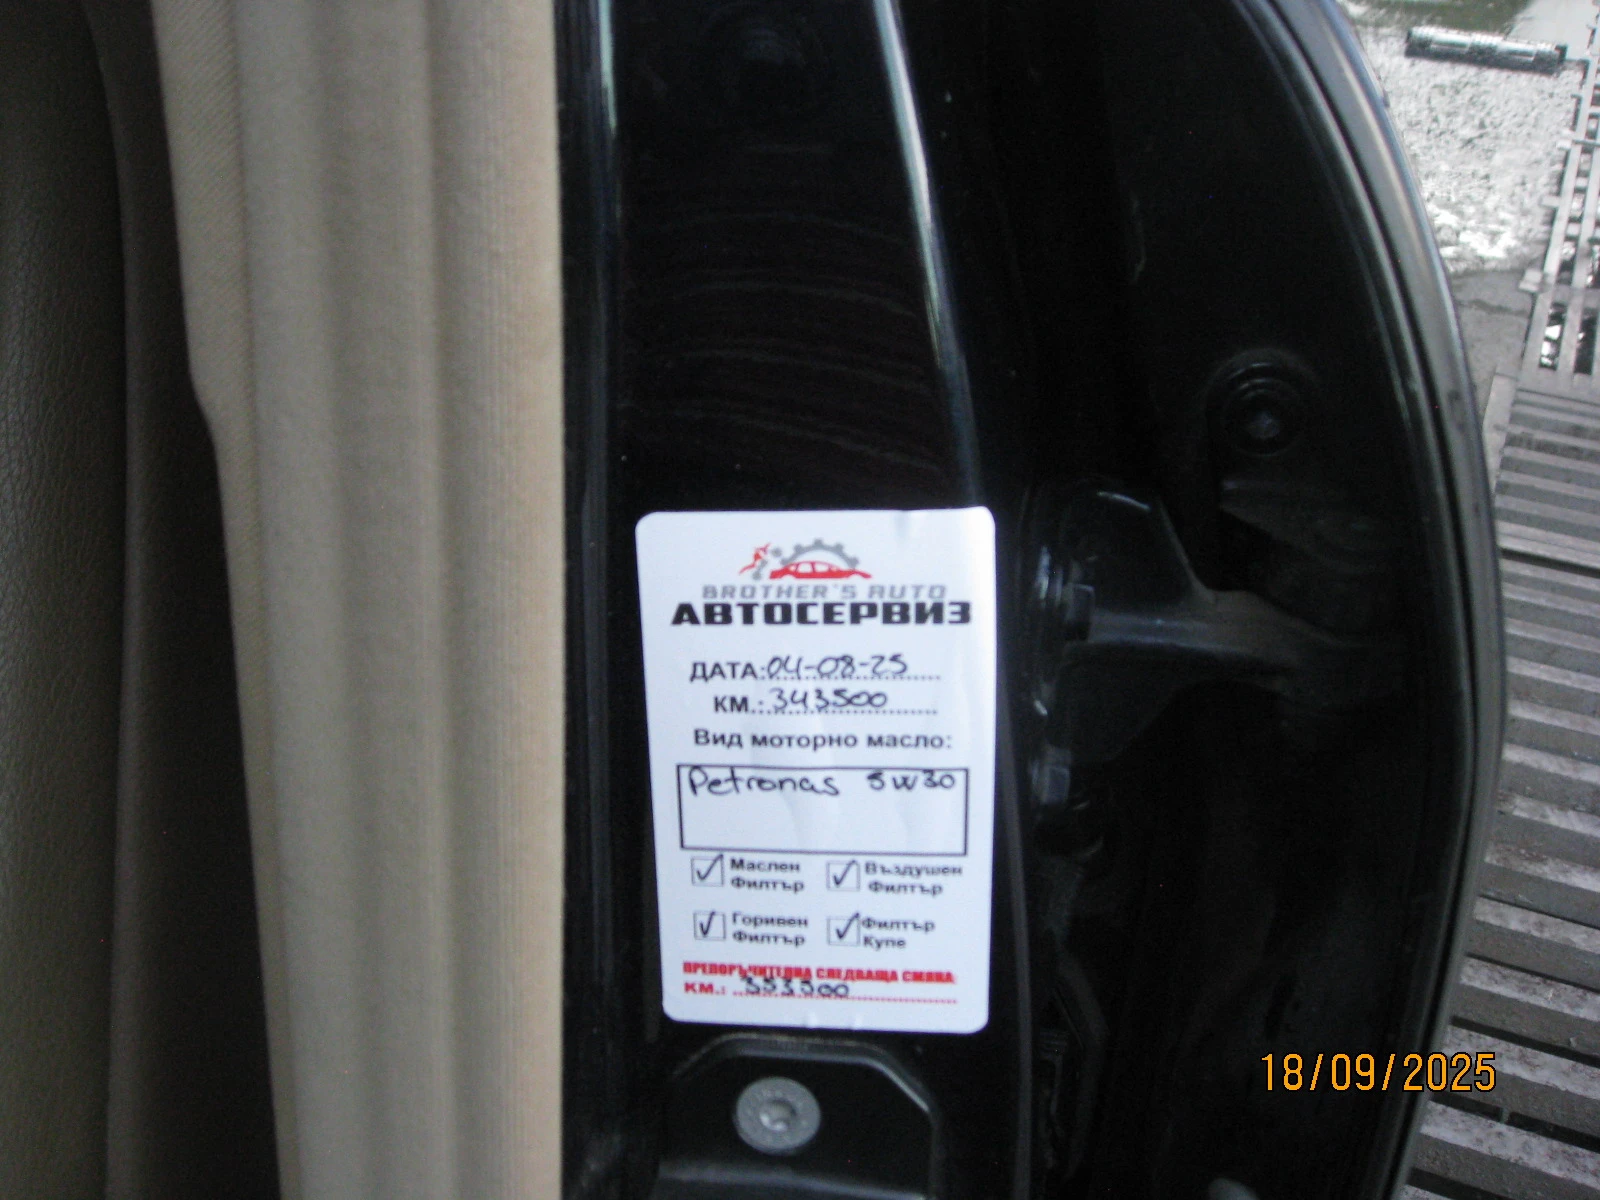 BROTHER'S AUTO
АВТОСЕРВИЗ
ДАТА: 04-08-25
КМ.: 343500
Вид моторно масло:
Petronas 5W30
Маслен Филтър
Въздушен Филтър
Горивен Филтър
Филтър Купе
ПРЕПОРЪЧИТЕЛНА СЛЕДВАЩА СМЯНА
КМ.: 353500
18/09/2025